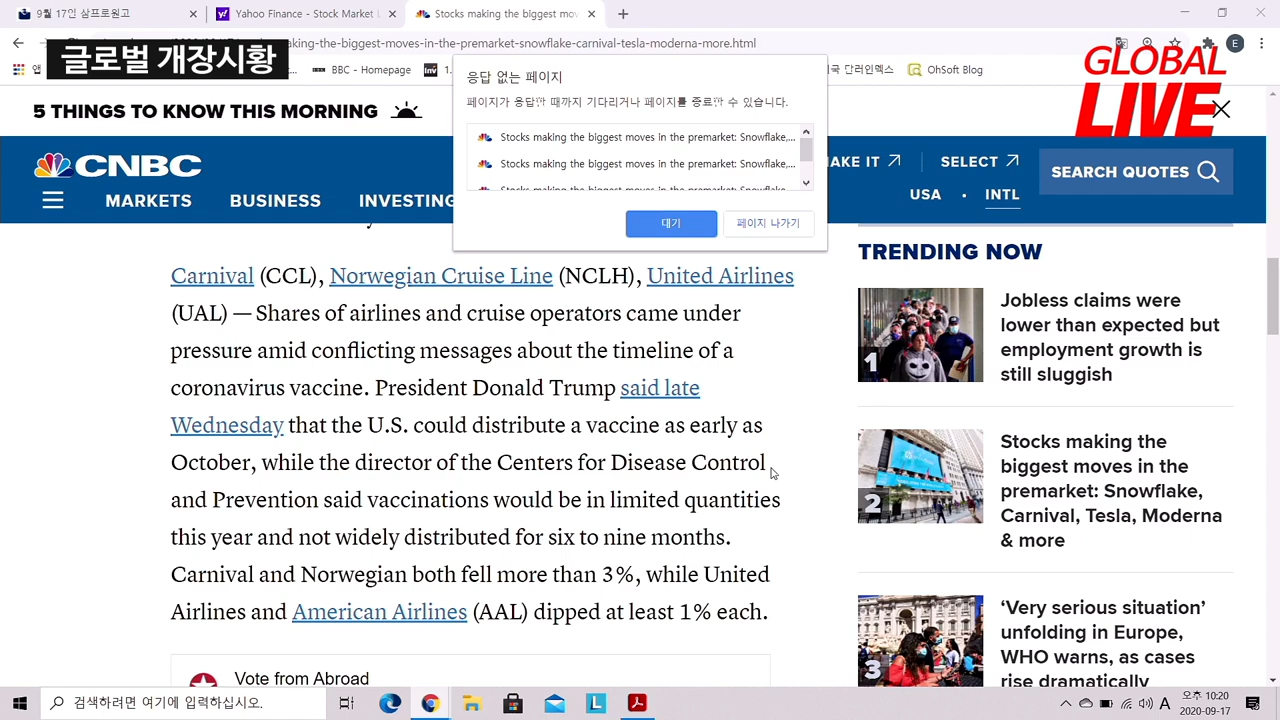 9월 17인 삼프로원고
Yahoo Finance - Stock Market L
Stocks making the biggest mov
글로벌 개장시황
aking-the-biggest-moves-in-the-premarket-snowflake-carnival-tesla-moderna-more.html
E
앱
BBC - Homepage
Inv
1.
국 단러인멕스
OhSoft Blog
GLOBAL
LIVE
응답 없는 페이지
페이지가 응답할 때까지 기다리거나 페이지를 종료할 수 있습니다.
Stocks making the biggest moves in the premarket: Snowflake,...
Stocks making the biggest moves in the premarket: Snowflake,...
Stocks making the biggest moves in the premarket: Snowflake,
대기
페이지 나가기
5 THINGS TO KNOW THIS MORNING
CNBC
MAKE IT
SELECT
USA
INTL
SEARCH QUOTES
MARKETS
BUSINESS
INVESTING
Carnival (CCL), Norwegian Cruise Line (NCLH), United Airlines
(UAL) — Shares of airlines and cruise operators came under
pressure amid conflicting messages about the timeline of a
coronavirus vaccine. President Donald Trump said late
Wednesday that the U.S. could distribute a vaccine as early as
October, while the director of the Centers for Disease Control
and Prevention said vaccinations would be in limited quantities
this year and not widely distributed for six to nine months.
Carnival and Norwegian both fell more than 3%, while United
Airlines and American Airlines (AAL) dipped at least 1% each.
Vote from Abroad
TRENDING NOW
1
Jobless claims were
lower than expected but
employment growth is
still sluggish
2
Stocks making the
biggest moves in the
premarket: Snowflake,
Carnival, Tesla, Moderna
& more
3
‘Very serious situation’
unfolding in Europe,
WHO warns, as cases
rise dramatically
검색하려면 여기에 입력하십시오.
L
A
오후 10:20
2020-09-17